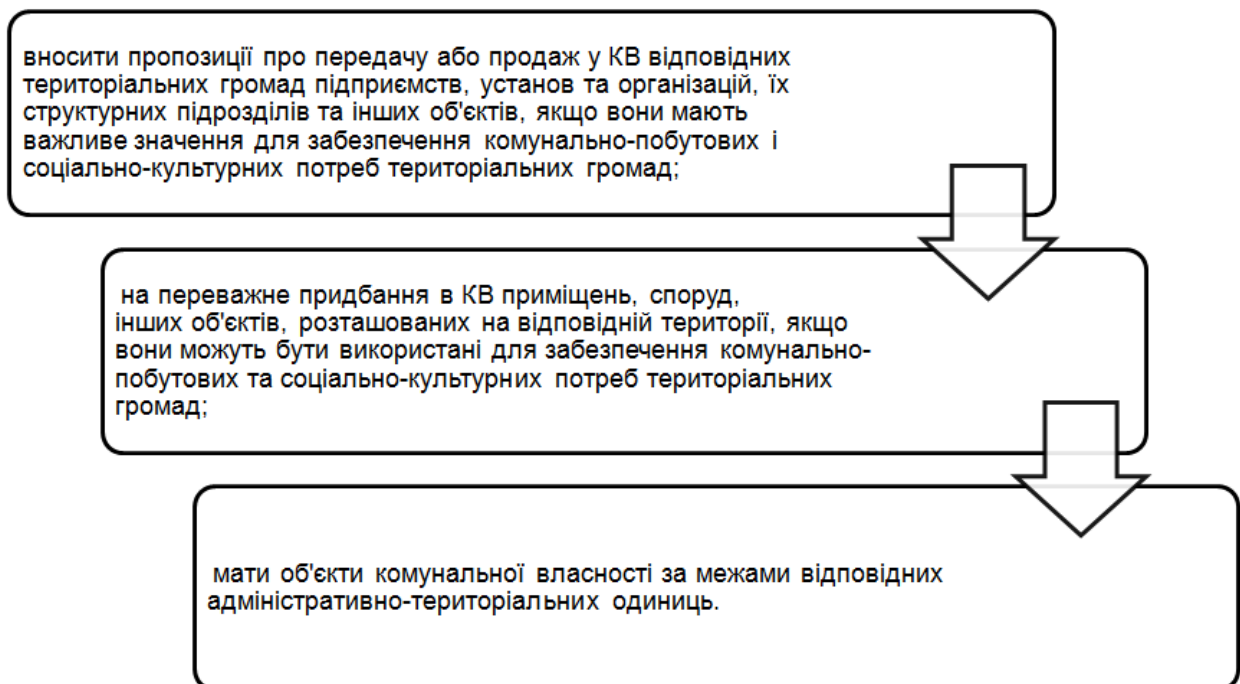 вносити пропозиції про передачу або продаж у КВ відповідних
територіальних громад підприємств, установ та організацій, їх
структурних підрозділів та інших об'єктів, якщо вони мають
важливе значення для забезпечення комунально-побутових і
соціально-культурних потреб територіальних громад;
на переважне придбання в КВ приміщень, споруд,
інших об'єктів, розташованих на відповідній території, якщо
вони можуть бути використані для забезпечення комунально-
побутових та соціально-культурних потреб територіальних
громад;
мати об'єкти комунальної власності за межами відповідних
адміністративно-територіальних одиниць.